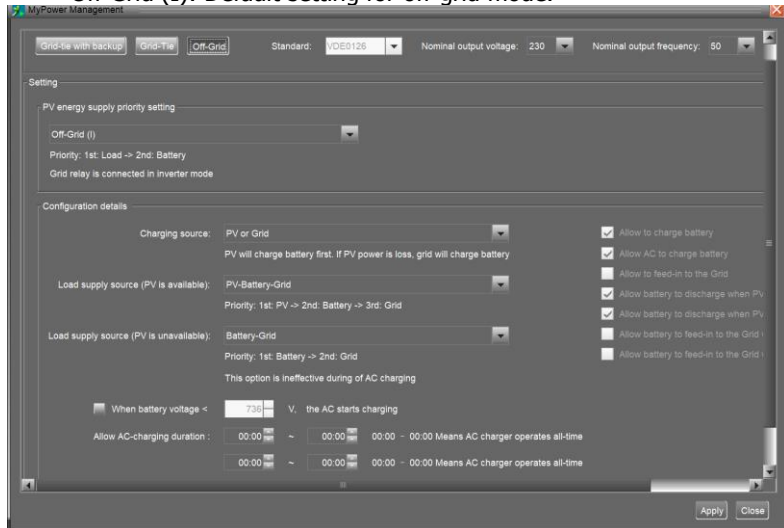 Off-Grid (I): Default setting for off-grid mode.
MyPower Management
Grid-tie with backup Grid-Tie Off-Grid Standard: VDE0126 Nominal output voltage: 230 Nominal output frequency: 50
Setting
PV energy supply priority setting
Off-Grid (I)
Priority: 1st: Load -> 2nd: Battery
Grid relay is connected in inverter mode
Configuration details
Charging source: PV or Grid Allow to charge battery
PV will charge battery first. If PV power is loss, grid will charge battery Allow AC to charge battery
Allow to feed-in to the Grid
Load supply source (PV is available): PV-Battery-Grid Allow battery to discharge when PV
Priority: 1st: PV -> 2nd: Battery -> 3rd: Grid Allow battery to discharge when PV
Load supply source (PV is unavailable): Battery-Grid Allow battery to feed-in to the Grid
Priority: 1st: Battery -> 2nd: Grid Allow battery to feed-in to the Grid
This option is ineffective during of AC charging
When battery voltage < 736 V, the AC starts charging
Allow AC-charging duration : 00:00 ~ 00:00 00:00 - 00:00 Means AC charger operates all-time
00:00 ~ 00:00 00:00 - 00:00 Means AC charger operates all-time
Apply Close